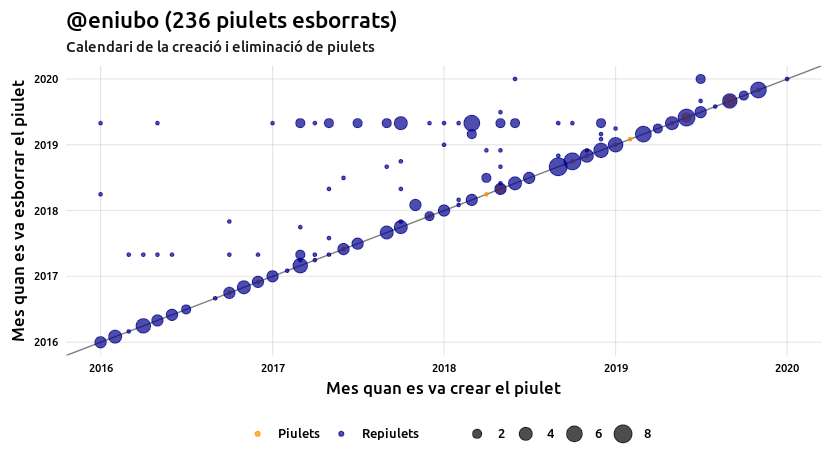 @eniubo (236 piulets esborrats)
Calendari de la creació i eliminació de piulets
Mes quan es va esborrar el piulet
2020
2019
2018
2017
2016
2016 2017 2018 2019 2020
Mes quan es va crear el piulet
Piulets Repiulets 2 4 6 8